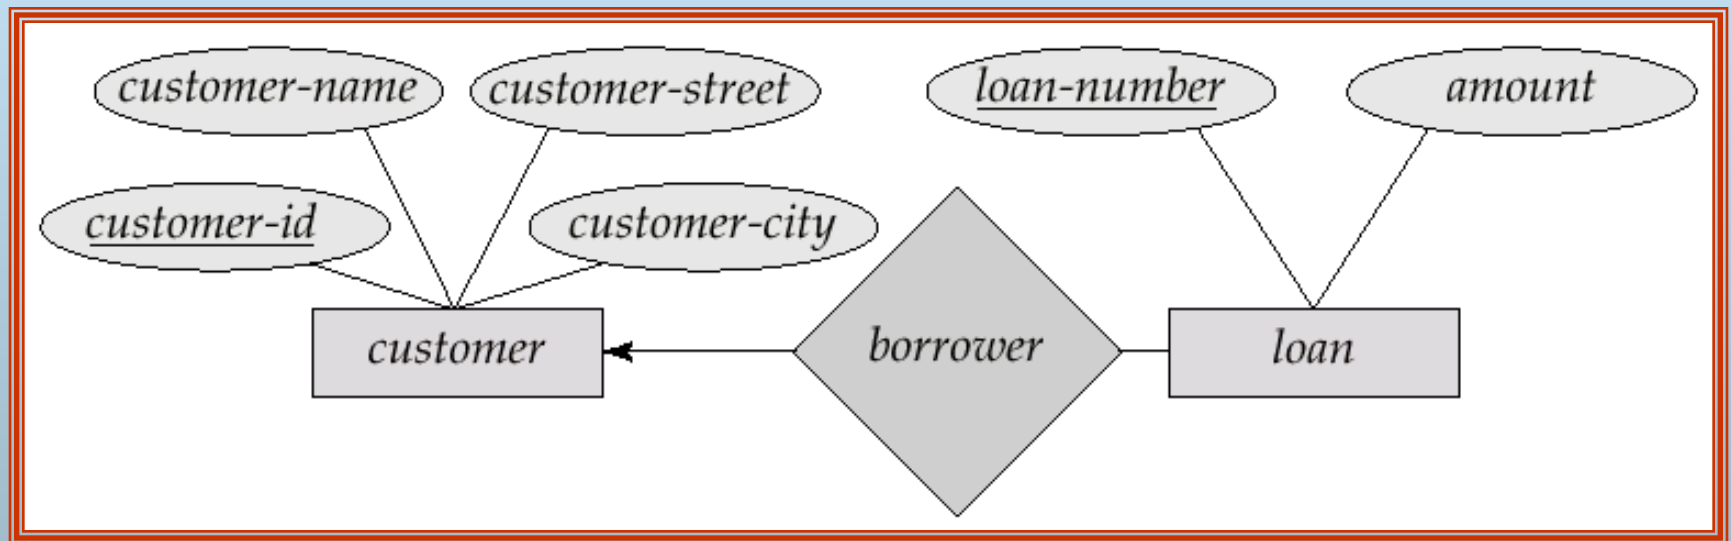 customer-name customer-street loan-number amount
customer-id customer-city
customer borrower loan